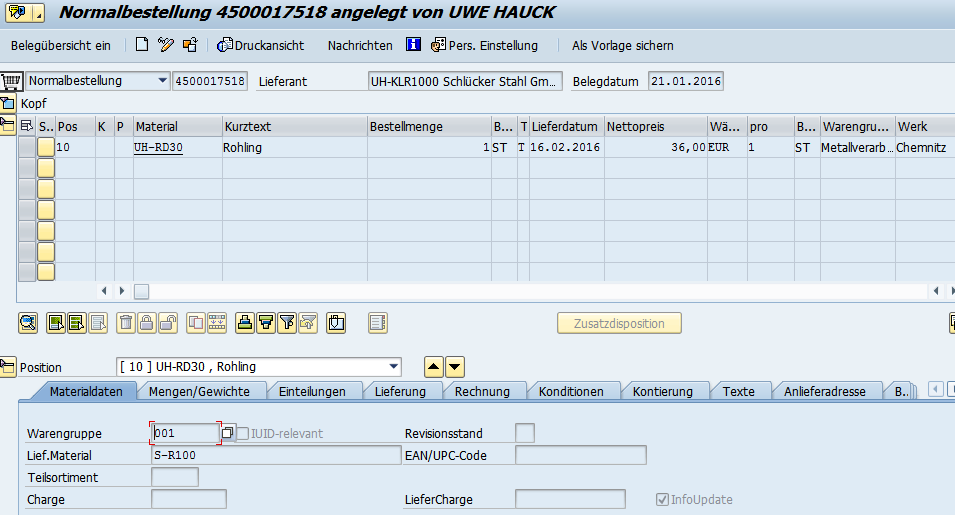 Normalbestellung 4500017518 angelegt von UWE HAUCK
Belegübersicht ein Druckansicht Nachrichten Pers. Einstellung Als Vorlage sichern
Normalbestellung 4500017518 Lieferant UH-KLR1000 Schlücker Stahl Gm... Belegdatum 21.01.2016
Kopf
S.. Pos K P Material Kurztext Bestellmenge B... T Lieferdatum Nettopreis Wä... pro B... Warengru... Werk
10 UH-RD30 Rohling 1 ST T 16.02.2016 36,00 EUR 1 ST Metallverarb... Chemnitz
Zusatzdisposition
Position [ 10 ] UH-RD30 , Rohling
Materialdaten Mengen/Gewichte Einteilungen Lieferung Rechnung Konditionen Kontierung Texte Anlieferadresse B..
Warengruppe 001 IUID-relevant Revisionsstand
Lief.Material S-R100 EAN/UPC-Code
Teilsortiment
Charge LieferCharge InfoUpdate